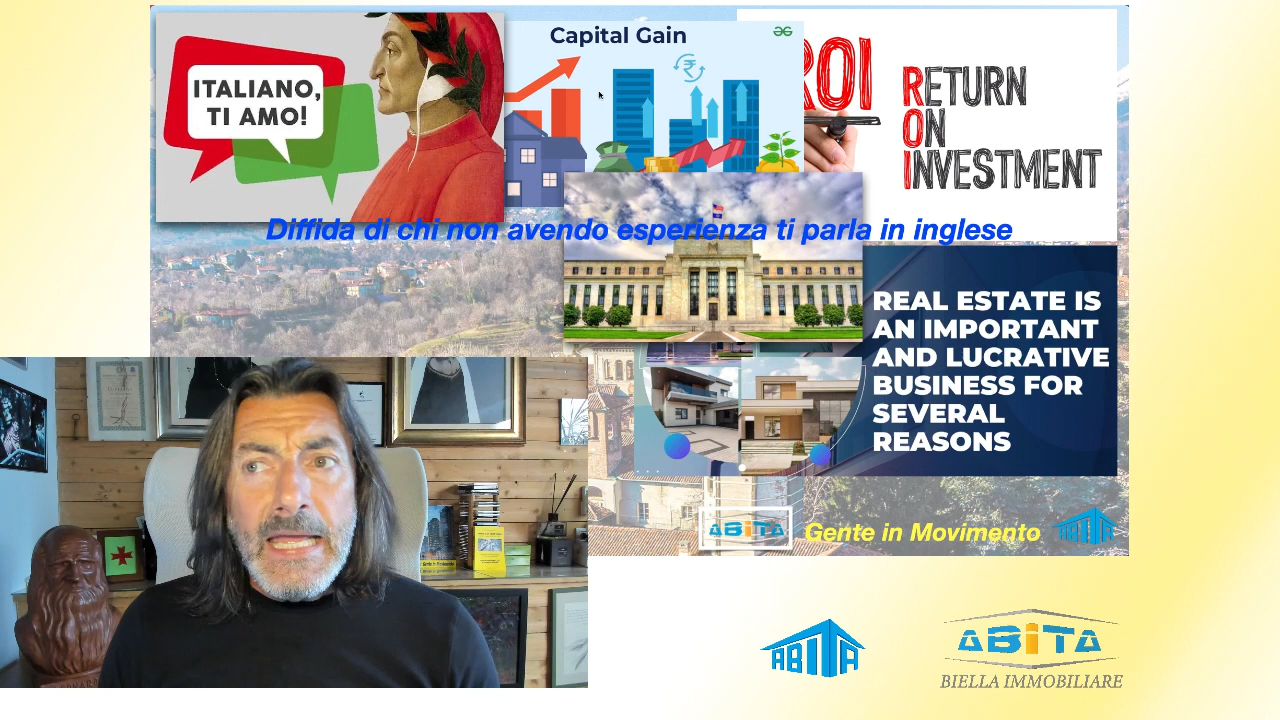 ITALIANO,
TI AMO!
Capital Gain
ROI
RETURN
ON
INVESTMENT
Diffida di chi non avendo esperienza ti parla in inglese
REAL ESTATE IS
AN IMPORTANT
AND LUCRATIVE
BUSINESS FOR
SEVERAL
REASONS
ABiTA
Gente in Movimento
ABITA
ABITA
ABiTA
BIELLA IMMOBILIARE